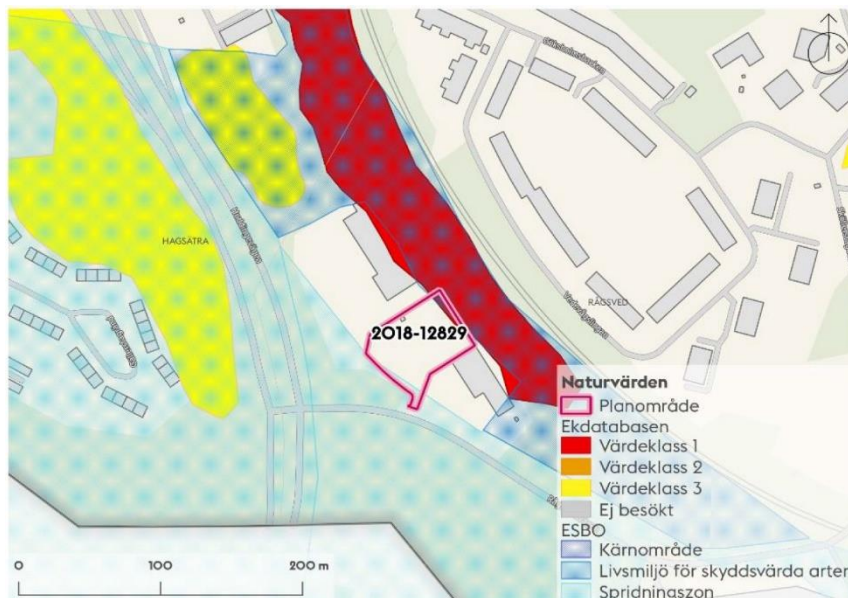 Huddingevägen
HAGSÄTRA
2018-12829
RÅGSVED
Naturvärden
Planområde
Ekdatabasen
Värdeklass 1
Värdeklass 2
Värdeklass 3
Ej besökt
ESBO
Kärnområde
Livsmiljö för skyddsvärda arter
Spridningszon
0 100 200 m